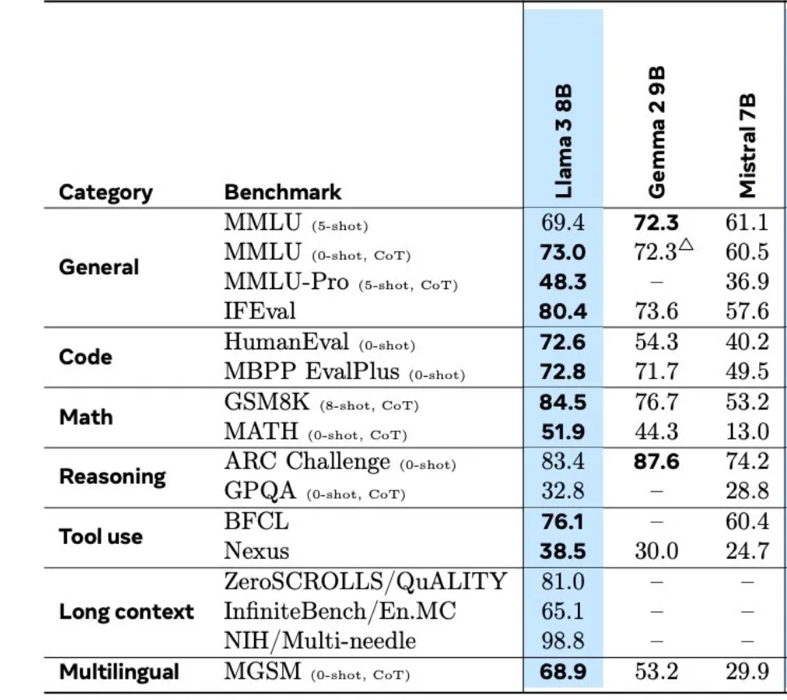 Category Benchmark Llama 3 8B Gemma 2 9B Mistral 7B
General
MMLU (5-shot) 69.4 72.3 61.1
MMLU (0-shot, CoT) 73.0 72.3△ 60.5
MMLU-Pro (5-shot, CoT) 48.3 – 36.9
IFEval 80.4 73.6 57.6
Code
HumanEval (0-shot) 72.6 54.3 40.2
MBPP EvalPlus (0-shot) 72.8 71.7 49.5
Math
GSM8K (8-shot, CoT) 84.5 76.7 53.2
MATH (0-shot, CoT) 51.9 44.3 13.0
Reasoning
ARC Challenge (0-shot) 83.4 87.6 74.2
GPQA (0-shot, CoT) 32.8 – 28.8
Tool use
BFCL 76.1 – 60.4
Nexus 38.5 30.0 24.7
Long context
ZeroSCROLLS/QuALITY 81.0 – –
InfiniteBench/En.MC 65.1 – –
NIH/Multi-needle 98.8 – –
Multilingual MGSM (0-shot, CoT) 68.9 53.2 29.9